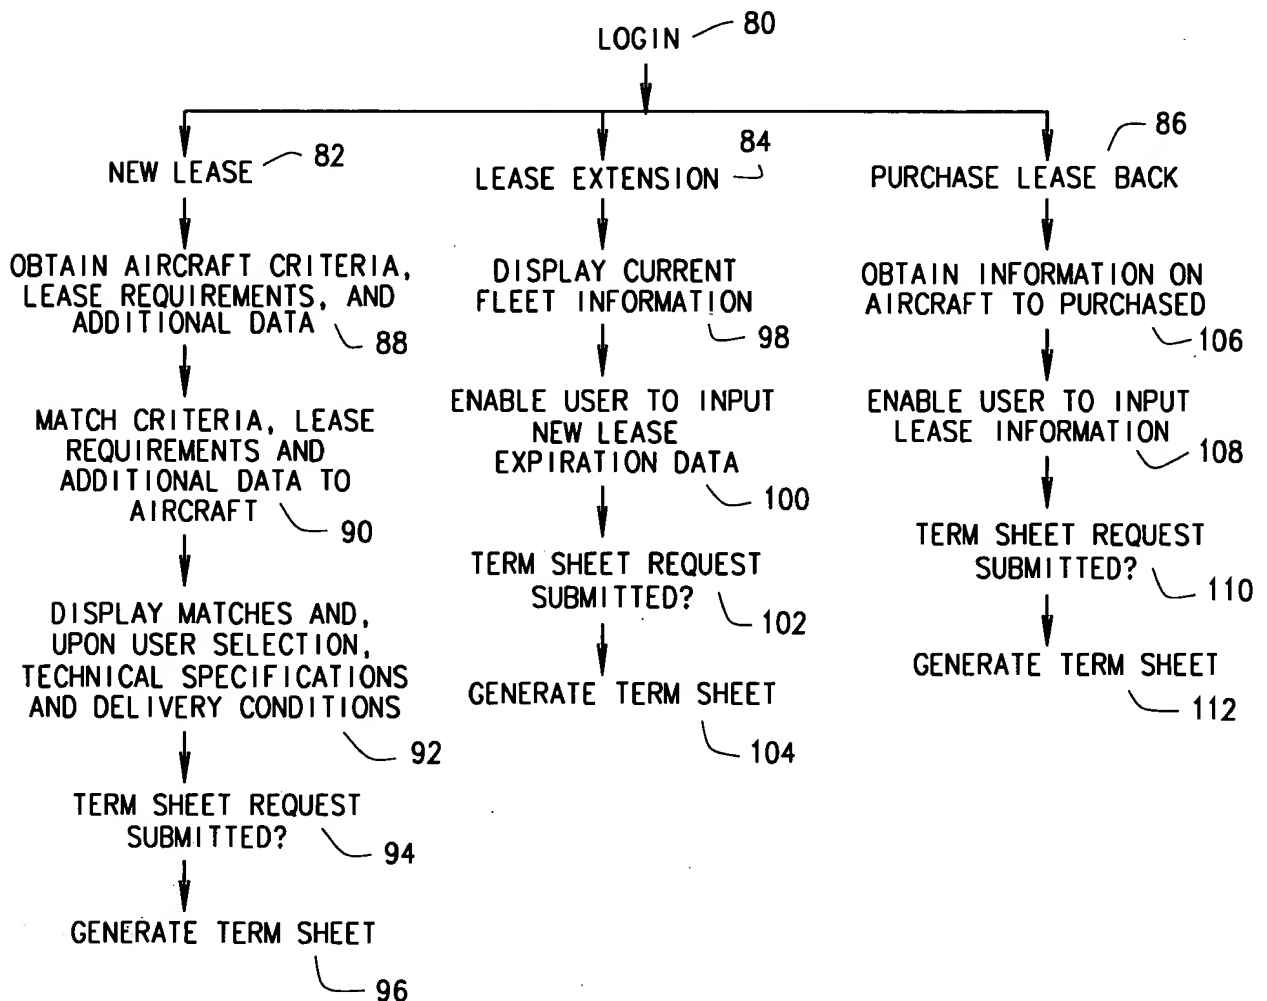 LOGIN 80
NEW LEASE 82
OBTAIN AIRCRAFT CRITERIA,
LEASE REQUIREMENTS, AND
ADDITIONAL DATA 88
MATCH CRITERIA, LEASE
REQUIREMENTS AND
ADDITIONAL DATA TO
AIRCRAFT 90
DISPLAY MATCHES AND,
UPON USER SELECTION,
TECHNICAL SPECIFICATIONS
AND DELIVERY CONDITIONS
92
TERM SHEET REQUEST
SUBMITTED? 94
GENERATE TERM SHEET
96
LEASE EXTENSION 84
DISPLAY CURRENT
FLEET INFORMATION
98
ENABLE USER TO INPUT
NEW LEASE
EXPIRATION DATA
100
TERM SHEET REQUEST
SUBMITTED? 102
GENERATE TERM SHEET
104
86
PURCHASE LEASE BACK
OBTAIN INFORMATION ON
AIRCRAFT TO PURCHASED
106
ENABLE USER TO INPUT
LEASE INFORMATION
108
TERM SHEET REQUEST
SUBMITTED? 110
GENERATE TERM SHEET
112